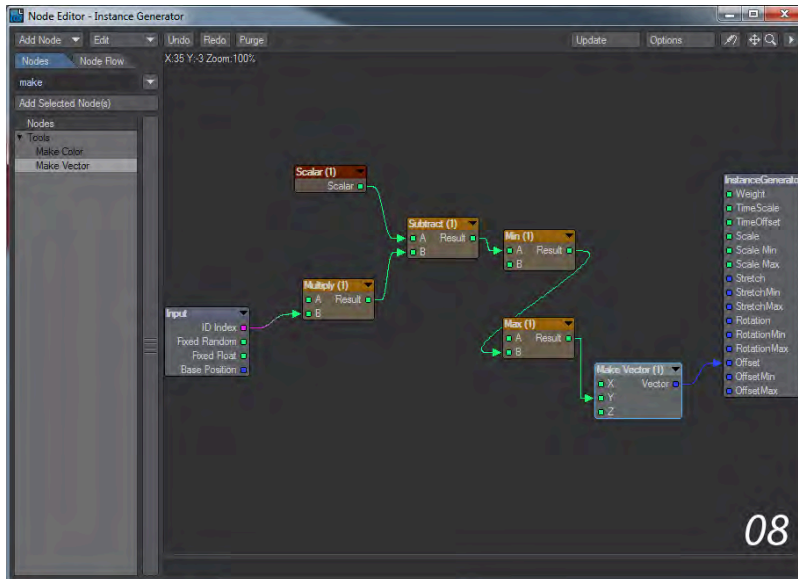 Node Editor - Instance Generator
Add Node Edit Undo Redo Purge Update Options
Nodes Node Flow
X:35 Y:-3 Zoom:100%
make
Add Selected Node(s)
Nodes
Tools
Make Color
Make Vector
Scalar (1)
Scalar
Subtract (1)
A Result
B
Min (1)
A Result
B
Multiply (1)
A Result
B
Input
ID Index
Fixed Random
Fixed Float
Base Position
Max (1)
A Result
B
Make Vector (1)
X Vector
Y
Z
InstanceGenerato
Weight
TimeScale
TimeOffset
Scale
Scale Min
Scale Max
Stretch
StretchMin
StretchMax
Rotation
RotationMin
RotationMax
Offset
OffsetMin
OffsetMax
08